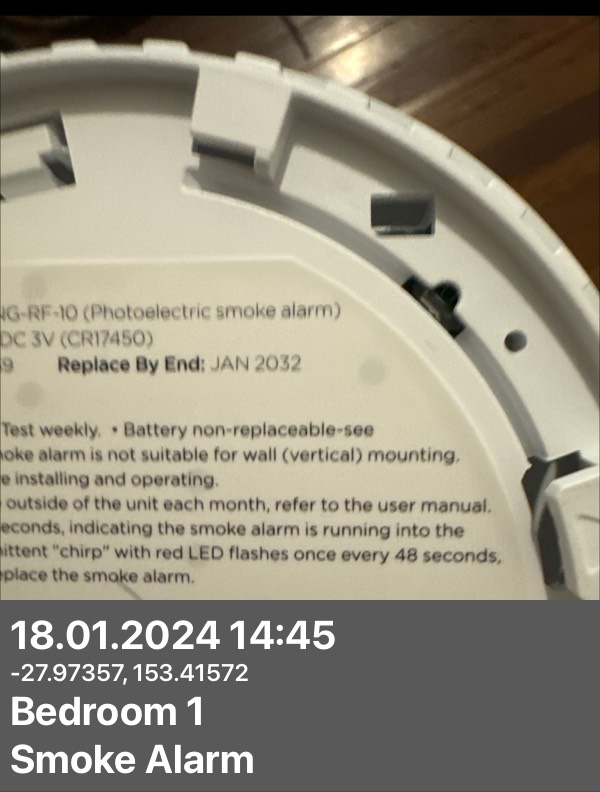 NG-RF-10 (Photoelectric smoke alarm)
DC 3V (CR17450)
9 Replace By End: JAN 2032
Test weekly. • Battery non-replaceable-see
oke alarm is not suitable for wall (vertical) mounting.
e installing and operating.
outside of the unit each month, refer to the user manual.
econds, indicating the smoke alarm is running into the
ittent "chirp" with red LED flashes once every 48 seconds,
place the smoke alarm.
18.01.2024 14:45
-27.97357, 153.41572
Bedroom 1
Smoke Alarm